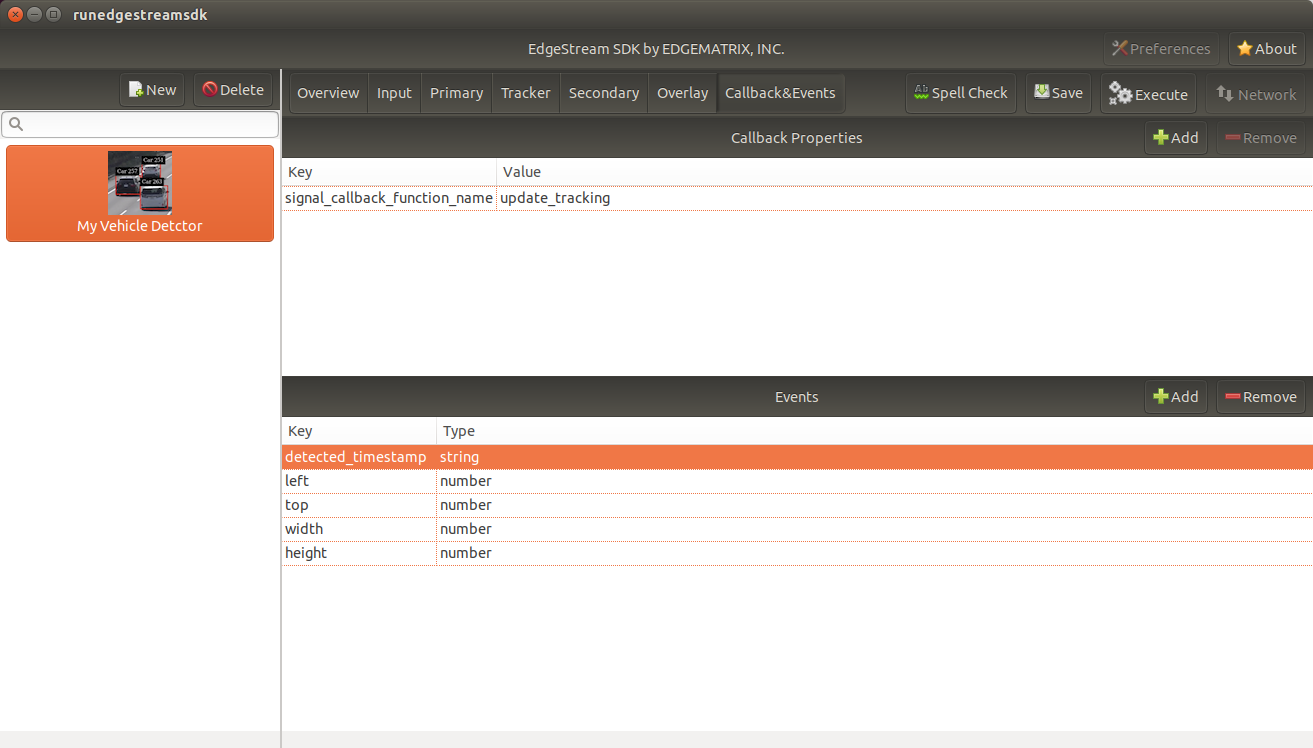 runedgestreamsdk
EdgeStream SDK by EDGEMATRIX, INC.
Preferences
About
New
Delete
Overview
Input
Primary
Tracker
Secondary
Overlay
Callback&Events
Spell Check
Save
Execute
Network
Car 251
Car 257
Car 263
My Vehicle Detctor
Callback Properties
Add
Remove
Key Value
signal_callback_function_name update_tracking
Events
Add
Remove
Key Type
detected_timestamp string
left number
top number
width number
height number